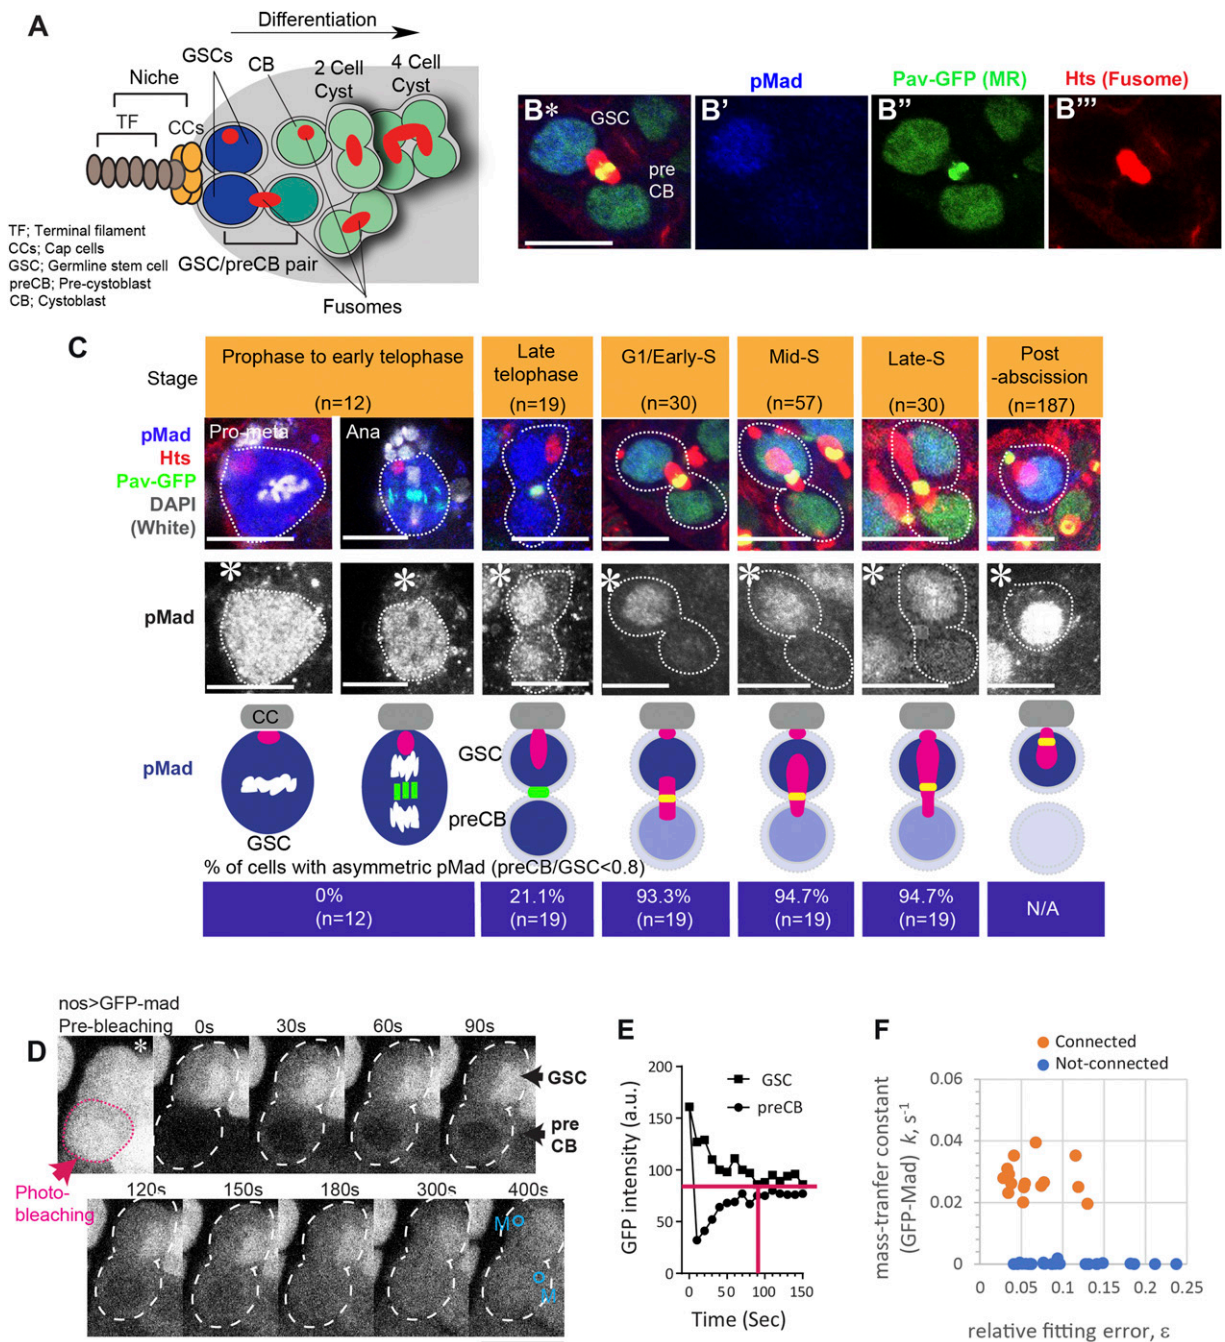 A
Differentiation
GSCs
CB
2 Cell
Cyst
4 Cell
Cyst
Niche
TF
CCs
TF; Terminal filament
CCs; Cap cells
GSC; Germline stem cell
preCB; Pre-cystoblast
CB; Cystoblast
GSC/preCB pair
Fusomes
pMad
Pav-GFP (MR)
Hts (Fusome)
B*
GSC
pre
CB
B'
B''
B'''
C
Stage
Prophase to early telophase
(n=12)
Late
telophase
(n=19)
G1/Early-S
(n=30)
Mid-S
(n=57)
Late-S
(n=30)
Post
-abscission
(n=187)
pMad
Hts
Pav-GFP
DAPI
(White)
Pro-meta
Ana
* * * * * * *
pMad
pMad
CC
GSC
GSC
preCB
% of cells with asymmetric pMad (preCB/GSC<0.8)
0%
(n=12)
21.1%
(n=19)
93.3%
(n=19)
94.7%
(n=19)
94.7%
(n=19)
N/A
D
nos>GFP-mad
Pre-bleaching
0s
30s
60s
90s
*
GSC
pre
CB
Photo-
bleaching
120s
150s
180s
300s
400s
M
M
E
GSC
preCB
GFP intensity (a.u.)
200
150
100
50
0
0 50 100 150
Time (Sec)
F
Connected
Not-connected
mass-tranfer constant
(GFP-Mad) k, s-1
0.06
0.04
0.02
0
0 0.05 0.1 0.15 0.2 0.25
relative fitting error, ε